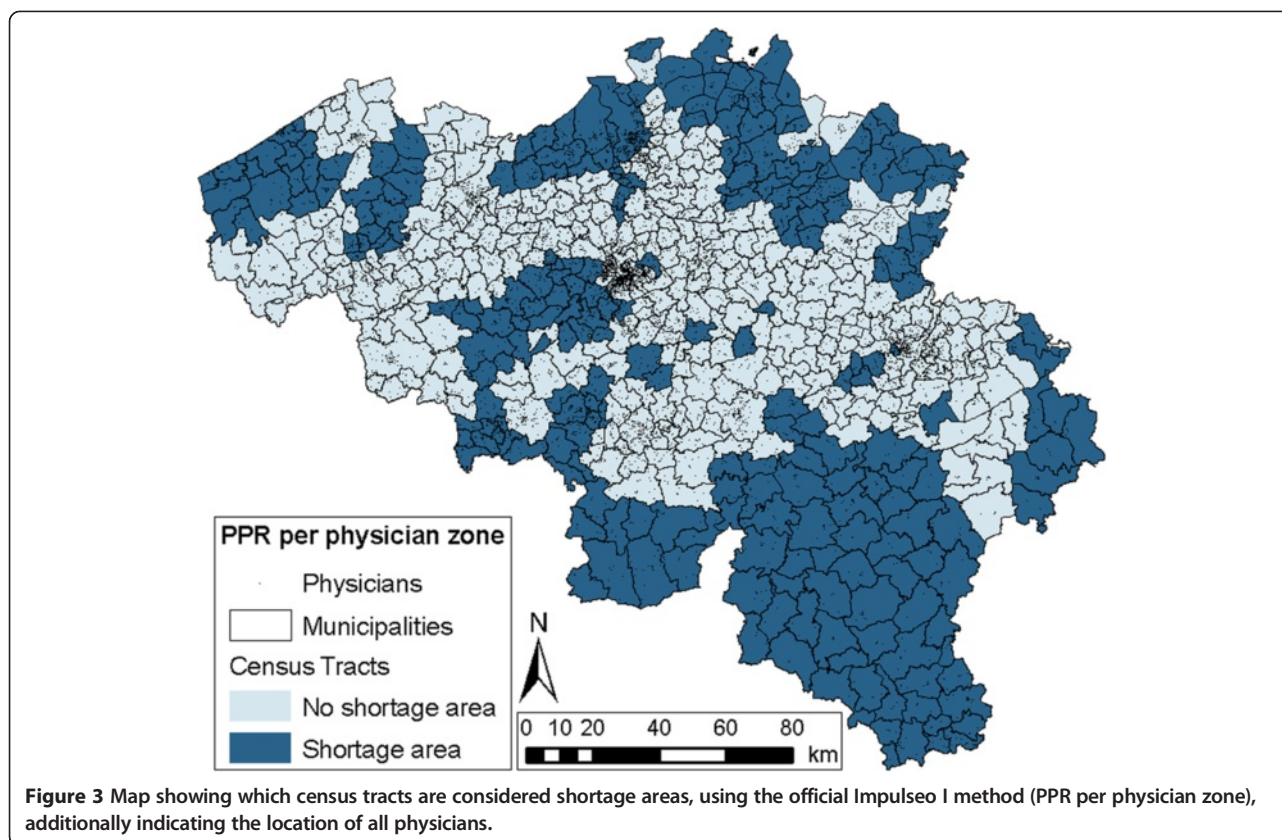 PPR per physician zone
Physicians
Municipalities
Census Tracts
No shortage area
Shortage area
N
0 10 20 40 60 80
km
Figure 3 Map showing which census tracts are considered shortage areas, using the official Impulseo I method (PPR per physician zone),
additionally indicating the location of all physicians.